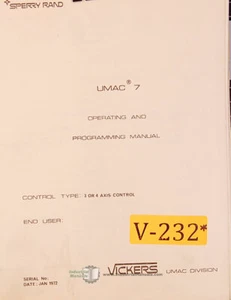 SPERRY RAND
UMAC® 7
OPERATING AND
PROGRAMMING MANUAL
CONTROL TYPE: 3 OR 4 AXIS CONTROL
END USER:
V-232*
SERIAL No.
DATE: JAN 1977
VICKERS UMAC DIVISION